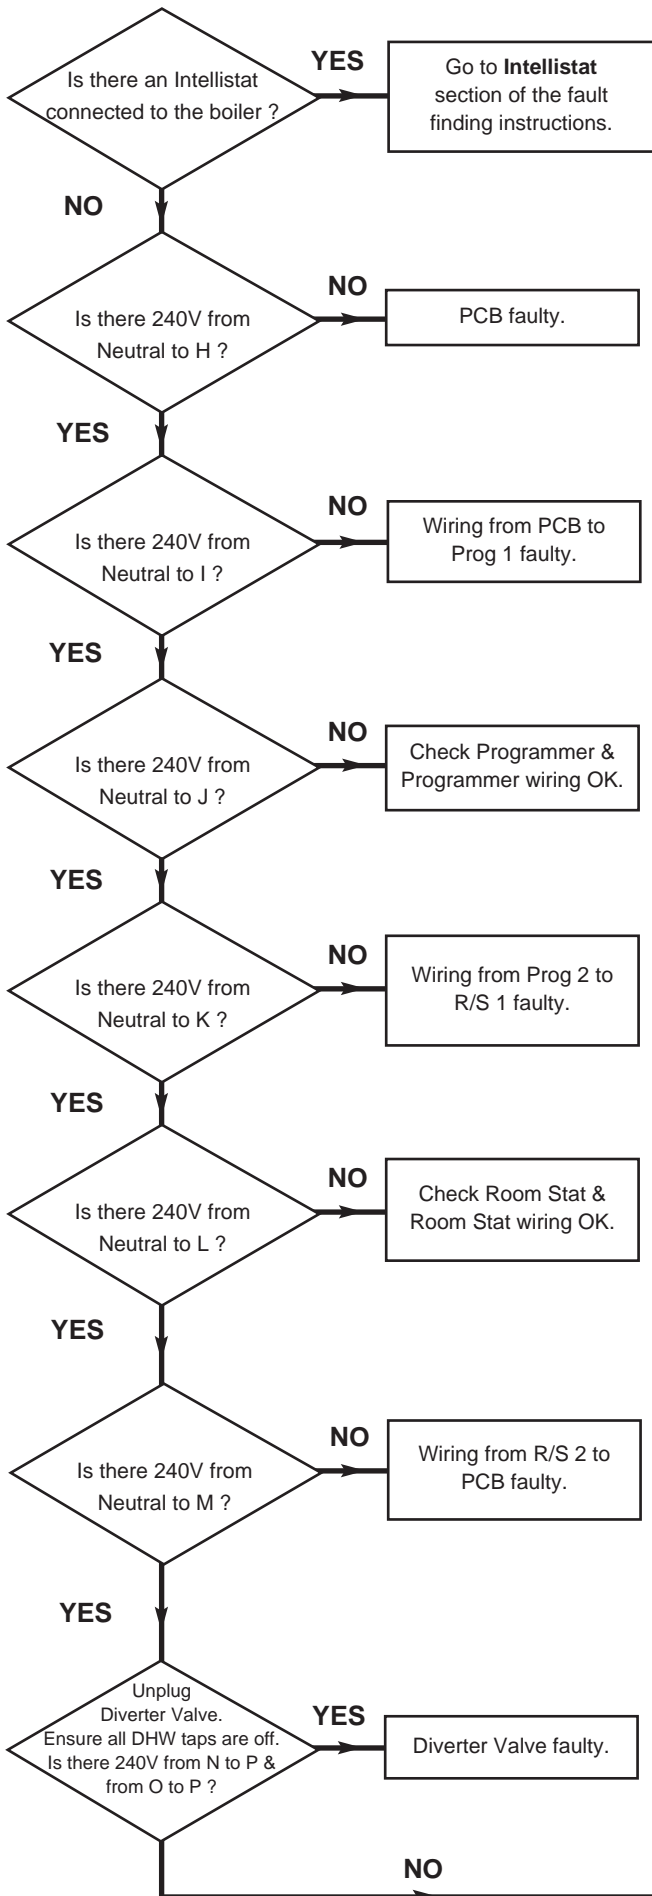 Is there an Intellistat
connected to the boiler ?
YES
Go to Intellistat
section of the fault
finding instructions.
NO
Is there 240V from
Neutral to H ?
NO
PCB faulty.
YES
Is there 240V from
Neutral to I ?
NO
Wiring from PCB to
Prog 1 faulty.
YES
Is there 240V from
Neutral to J ?
NO
Check Programmer &
Programmer wiring OK.
YES
Is there 240V from
Neutral to K ?
NO
Wiring from Prog 2 to
R/S 1 faulty.
YES
Is there 240V from
Neutral to L ?
NO
Check Room Stat &
Room Stat wiring OK.
YES
Is there 240V from
Neutral to M ?
NO
Wiring from R/S 2 to
PCB faulty.
YES
Unplug
Diverter Valve.
Ensure all DHW taps are off.
Is there 240V from N to P &
from O to P ?
YES
Diverter Valve faulty.
NO